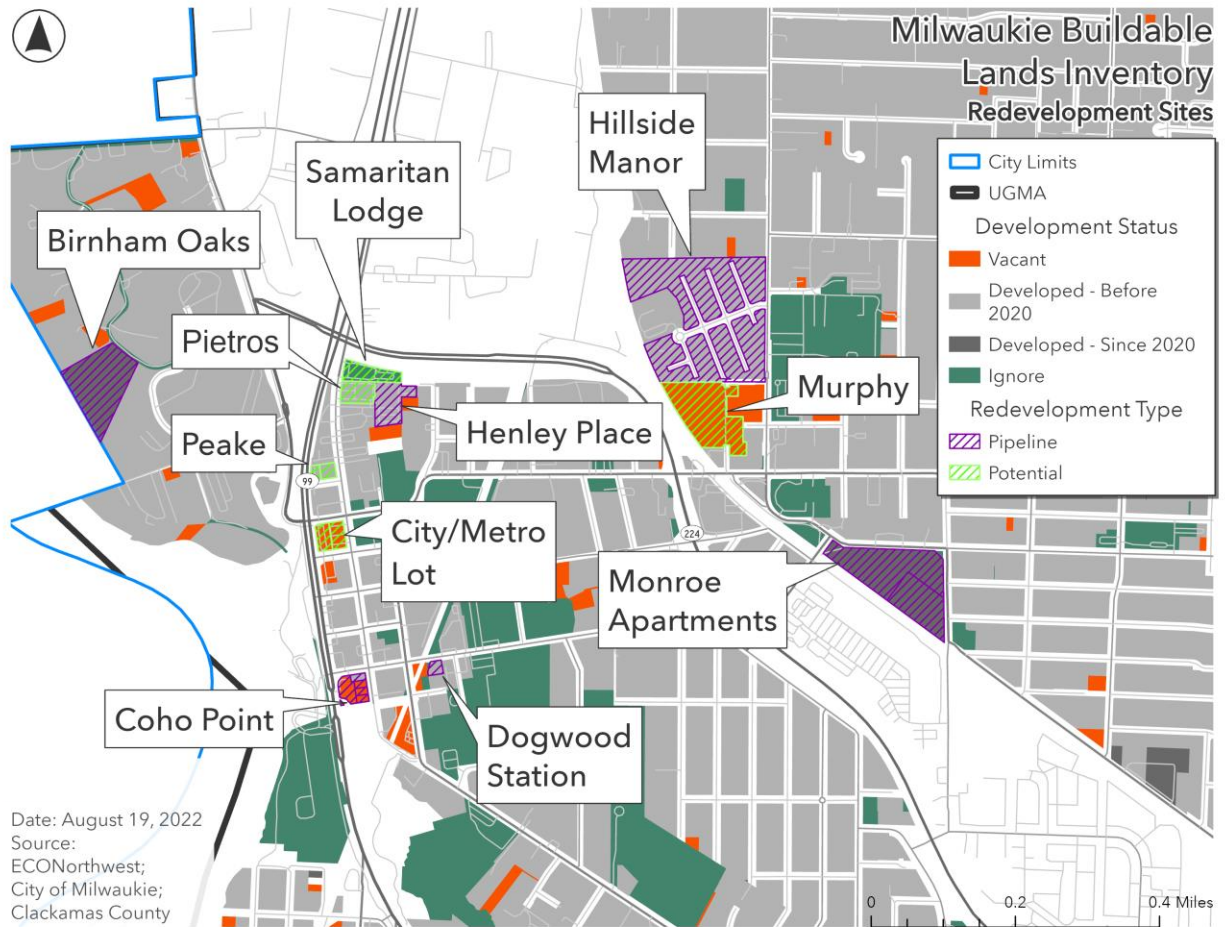 Milwaukie Buildable
Lands Inventory
Redevelopment Sites
City Limits
UGMA
Development Status
Vacant
Developed - Before
2020
Developed - Since 2020
Ignore
Redevelopment Type
Pipeline
Potential
Hillside
Manor
Samaritan
Lodge
Birnham Oaks
Pietros
Murphy
Henley Place
Peake
99
City/Metro
Lot
224
Monroe
Apartments
Coho Point
Dogwood
Station
Date: August 19, 2022
Source:
ECONorthwest;
City of Milwaukie;
Clackamas County
0 0.2 0.4 Miles